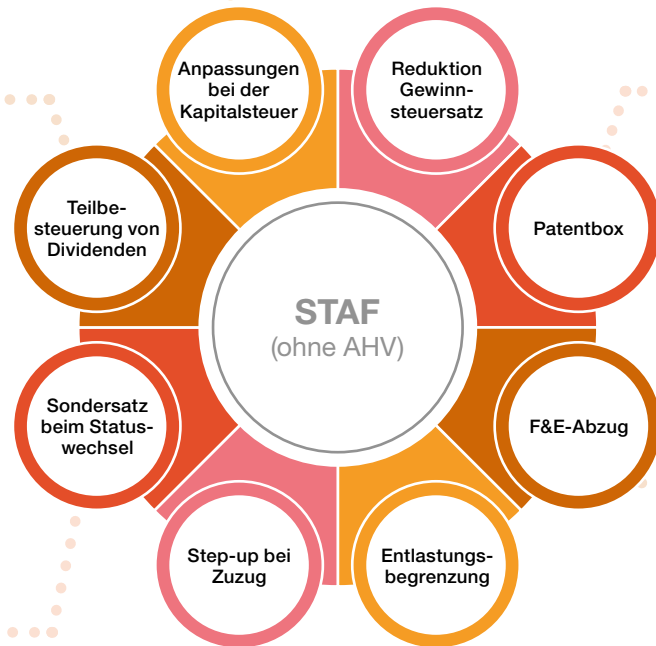 Anpassungen
bei der
Kapitalsteuer
Reduktion
Gewinn-
steuersatz
Teilbe-
steuerung von
Dividenden
Patentbox
STAF
(ohne AHV)
Sondersatz
beim Status-
wechsel
F&E-Abzug
Step-up bei
Zuzug
Entlastungs-
begrenzung